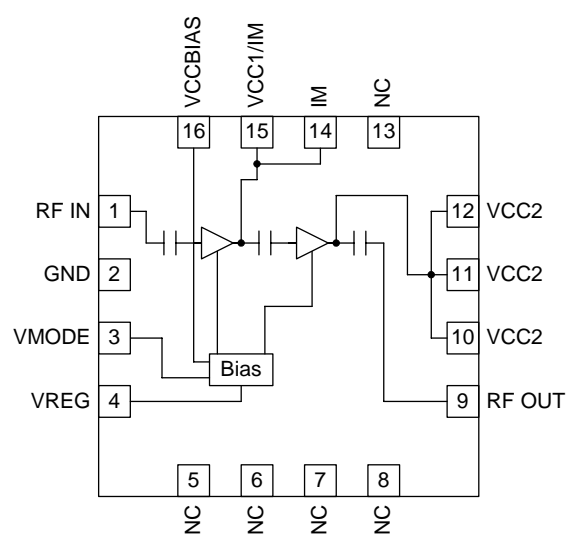 VCCBIAS
VCC1/IM
IM
NC
16
15
14
13
RF IN
1
12
VCC2
GND
2
11
VCC2
VMODE
3
10
VCC2
Bias
VREG
4
9
RF OUT
5
6
7
8
NC
NC
NC
NC